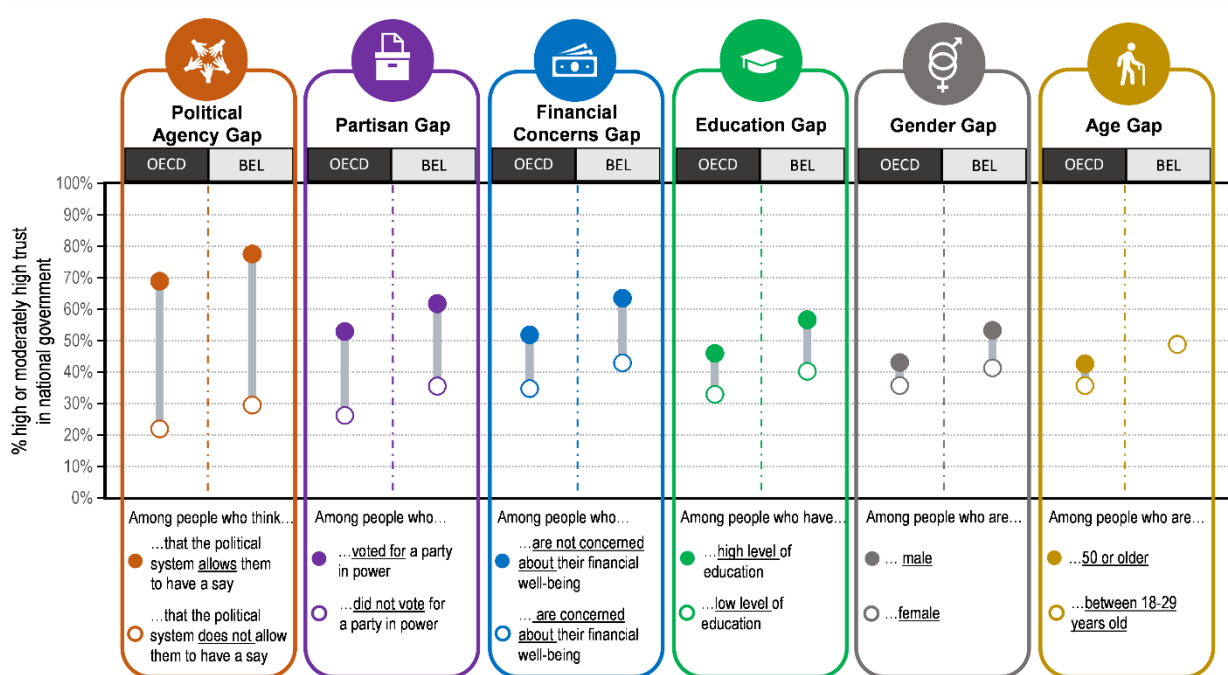 Political
Agency Gap
Partisan Gap
Financial
Concerns Gap
Education Gap
Gender Gap
Age Gap
OECD BEL
OECD BEL
OECD BEL
OECD BEL
OECD BEL
OECD BEL
% high or moderately high trust
in national government
100%
90%
80%
70%
60%
50%
40%
30%
20%
10%
0%
Among people who think…
…that the political
system allows them
to have a say
…that the political
system does not allow
them to have a say
Among people who…
…voted for a party
in power
…did not vote for
a party in power
Among people who…
…are not concerned
about their financial
well-being
… are concerned
about their financial
well-being
Among people who have…
…high level of
education
…low level of
education
Among people who are…
… male
…female
Among people who are…
…50 or older
…between 18-29
years old